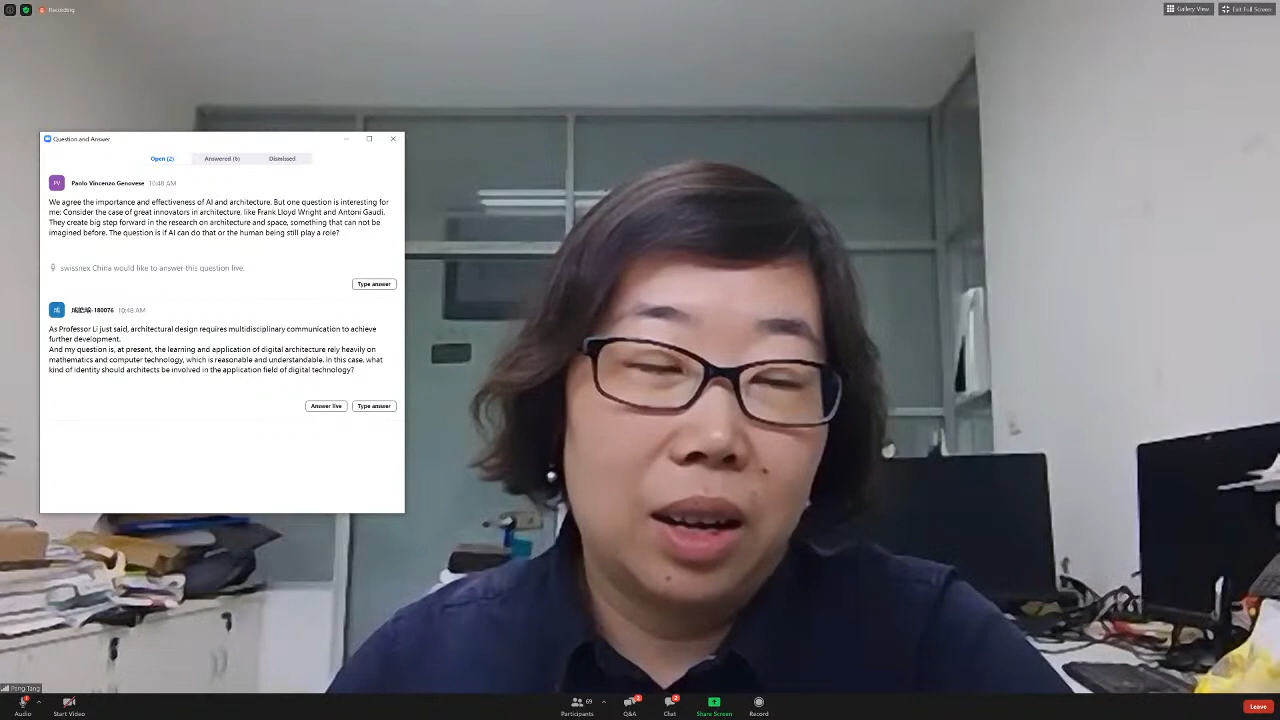 Recording
Gallery View
Exit Full Screen
Question and Answer
Open (2)
Answered (6)
Dismissed
PV
Paolo Vincenzo Genovese 10:48 AM
We agree the importance and effectiveness of AI and architecture. But one question is interesting for
me: Consider the case of great innovators in architecture, like Frank Lloyd Wright and Antoni Gaudi.
They create big step forward in the research on architecture and space, something that can not be
imagined before. The question is if AI can do that or the human being still play a role?
swissnex China would like to answer this question live.
Type answer
-180076 10:48 AM
As Professor Li just said, architectural design requires multidisciplinary communication to achieve
further development.
And my question is, at present, the learning and application of digital architecture rely heavily on
mathematics and computer technology, which is reasonable and understandable. In this case, what
kind of identity should architects be involved in the application field of digital technology?
Answer live
Type answer
Peng Tang
Audio
Start Video
Participants
69
Q&A
2
Chat
2
Share Screen
Record
Leave